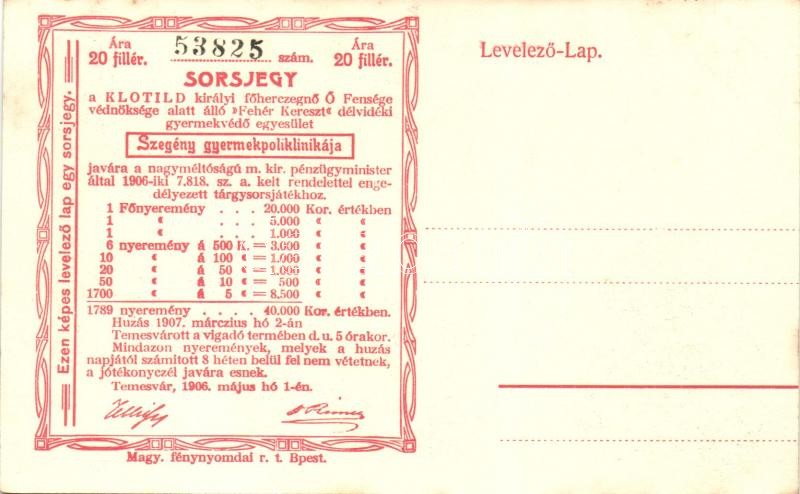 Ára 53825 Ára
20 fillér. szám. 20 fillér.
SORSJEGY
a KLOTILD királyi főherczegnő Ő Fensége
védnöksége alatt álló »Fehér Kereszt« délvidéki
gyermekvédő egyesület
Szegény gyermekpoliklinikája
javára a nagyméltóságú m. kir. pénzügyminister
által 1906-iki 7.818. sz. a. kelt rendelettel enge-
délyezett tárgysorsjátékhoz.
1 Főnyeremény . . . 20.000 Kor. értékben
1 « . . . 5.000 « «
1 « . . . 1.000 « «
6 nyeremény á 500 K. = 3.000 « «
10 « á 100 « = 1.000 « «
20 « á 50 « = 1.000 « «
50 « á 10 « = 500 « «
1700 « á 5 « = 8.500 « «
1789 nyeremény . . . . 40.000 Kor. értékben.
Huzás 1907. márczius hó 2-án
Temesvárott a vigadó termében d. u. 5 órakor.
Mindazon nyeremények, melyek a huzás
napjától számított 8 héten belül fel nem vétetnek,
a jótékonyczél javára esnek.
Temesvár, 1906. május hó 1-én.
Magy. fénynyomdai r. t. Bpest.
Ezen képes levelező lap egy sorsjegy.
Levelező-Lap.